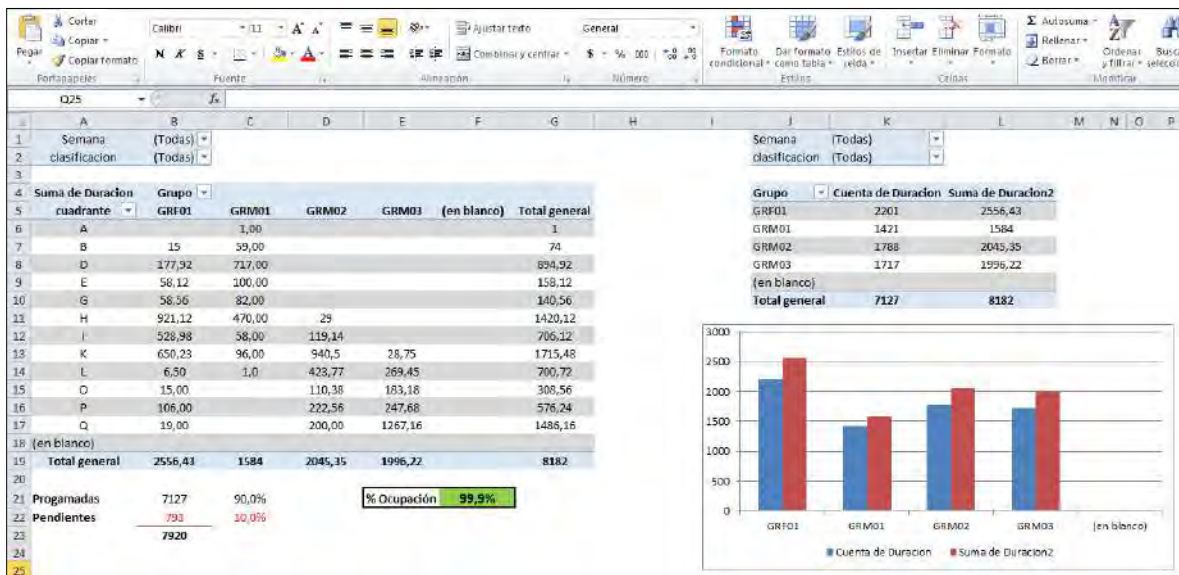 Cortar
Copiar
Copiar formato
Pegar
Portapapeles
Calibri 11
N K S
Fuente
Ajustar texto
Combinar y centrar
Alineación
General
$ % 000
Número
Formato condicional
Dar formato como tabla
Estilos de celda
Estilos
Insertar Eliminar Formato
Celdas
Σ Autosuma
Rellenar
Borrar
Ordenar y filtrar
Modificar
Q25 fx
A B C D E F G H I J K L M N O P
1 Semana (Todas) Semana (Todas)
2 clasificacion (Todas) clasificacion (Todas)
3
4 Suma de Duracion Grupo Grupo Cuenta de Duracion Suma de Duracion2
5 cuadrante GRF01 GRM01 GRM02 GRM03 (en blanco) Total general GRF01 2201 2556,43
6 A 1,00 1 GRM01 1421 1584
7 B 15 59,00 74 GRM02 1788 2045,35
8 D 177,92 717,00 894,92 GRM03 1717 1996,22
9 E 58,12 100,00 158,12 (en blanco)
10 G 58,56 82,00 140,56 Total general 7127 8182
11 H 921,12 470,00 29 1420,12
12 I 528,98 58,00 119,14 706,12
13 K 650,23 96,00 940,5 28,75 1715,48
14 L 6,50 1,0 423,77 269,45 700,72
15 O 15,00 110,38 183,18 308,56
16 P 106,00 222,56 247,68 576,24
17 Q 19,00 200,00 1267,16 1486,16
18 (en blanco)
19 Total general 2556,43 1584 2045,35 1996,22 8182
20
21 Progamadas 7127 90,0% % Ocupación 99,9%
22 Pendientes 793 10,0%
23 7920
24
25
3000
2500
2000
1500
1000
500
0
GRF01 GRM01 GRM02 GRM03 (en blanco)
Cuenta de Duracion Suma de Duracion2